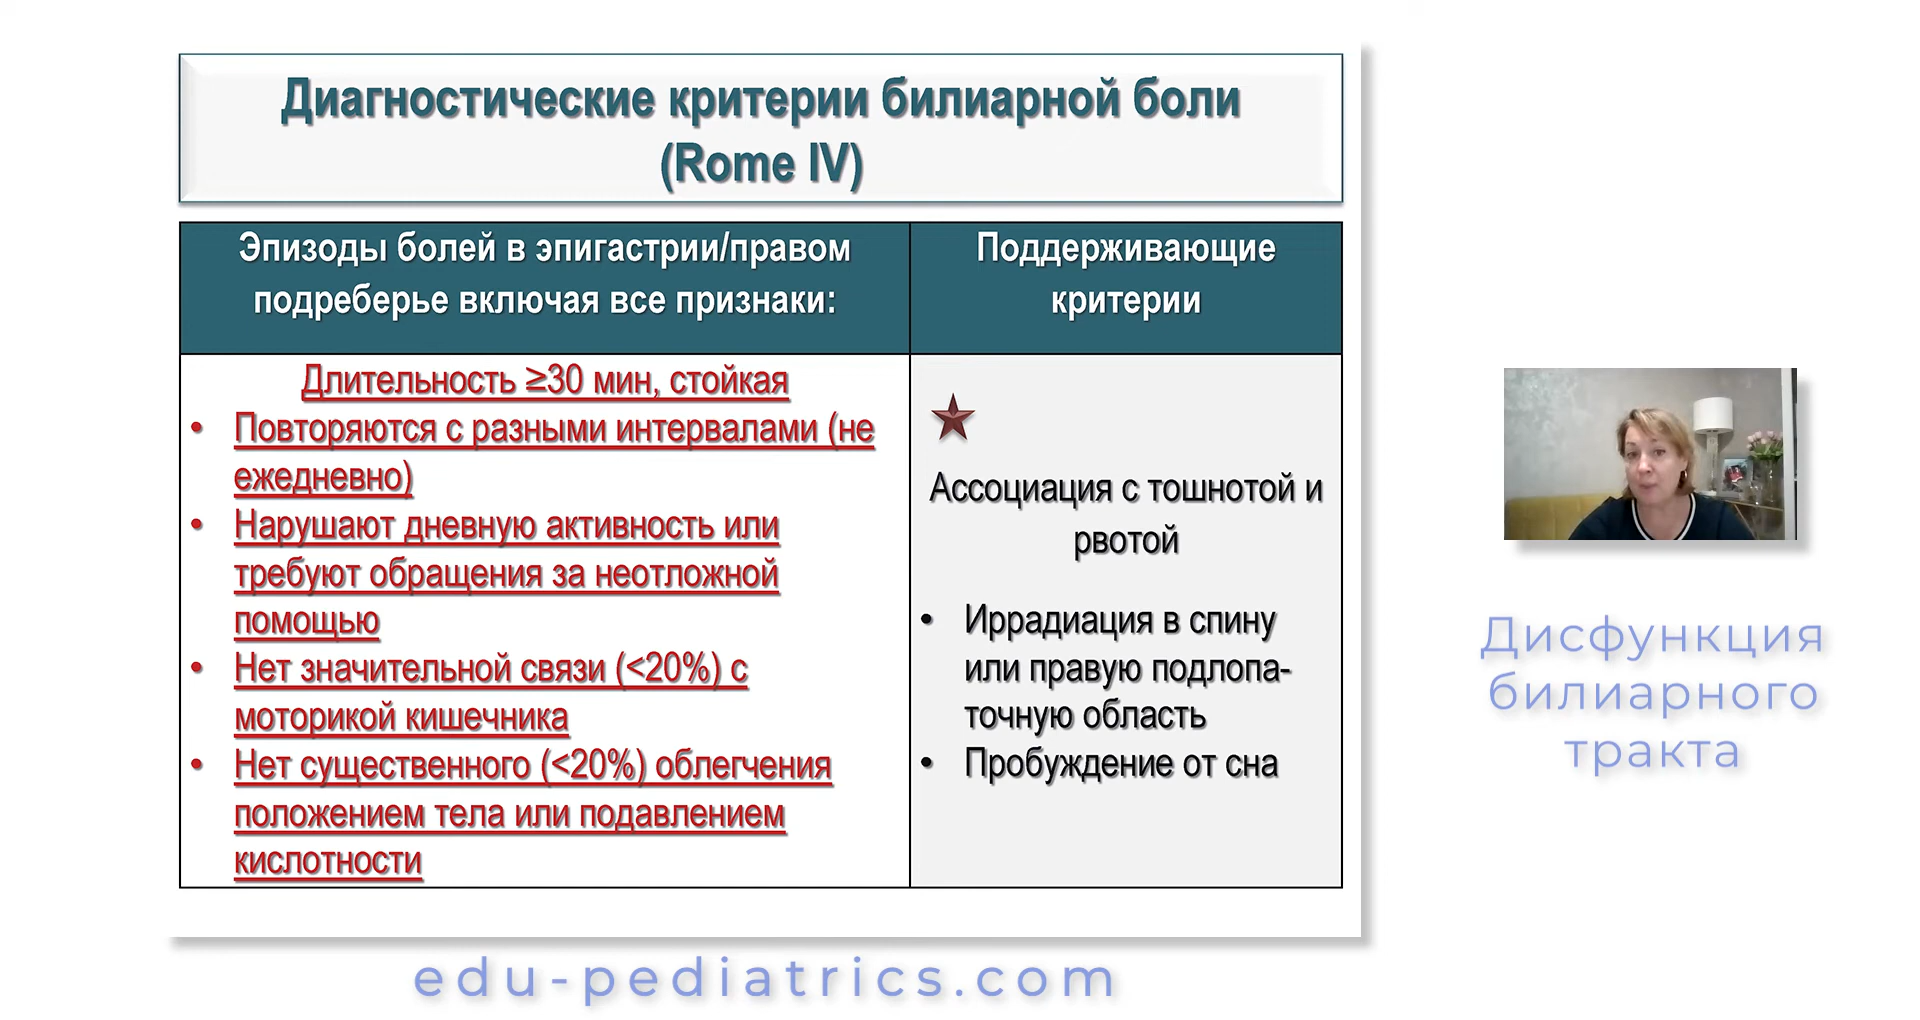 Диагностические критерии билиарной боли
(Rome IV)
Эпизоды болей в эпигастрии/правом
подреберье включая все признаки:
Длительность ≥30 мин, стойкая
• Повторяются с разными интервалами (не
ежедневно)
• Нарушают дневную активность или
требуют обращения за неотложной
помощью
• Нет значительной связи (<20%) с
моторикой кишечника
• Нет существенного (<20%) облегчения
положением тела или подавлением
кислотности
Поддерживающие
критерии
Ассоциация с тошнотой и
рвотой
• Иррадиация в спину
или правую подлопа-
точную область
• Пробуждение от сна
Дисфункция
билиарного
тракта
edu-pediatrics.com